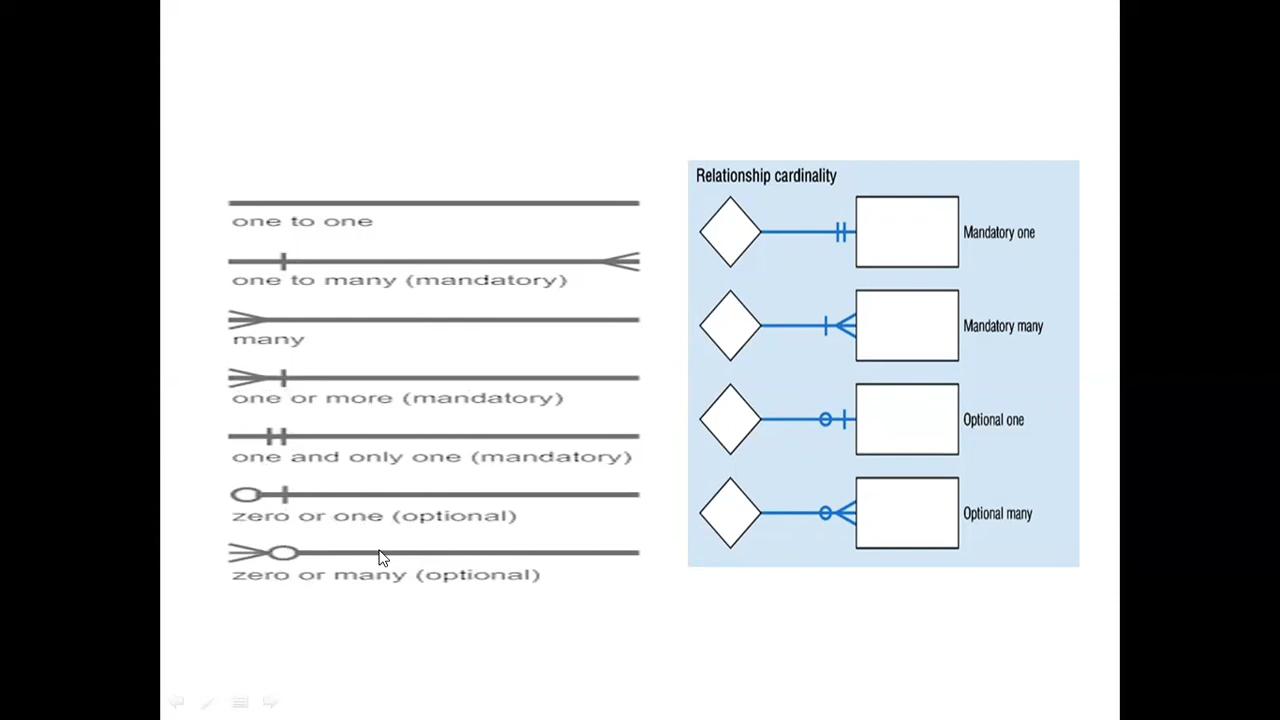 one to one
one to many (mandatory)
many
one or more (mandatory)
one and only one (mandatory)
zero or one (optional)
zero or many (optional)
Relationship cardinality
Mandatory one
Mandatory many
Optional one
Optional many